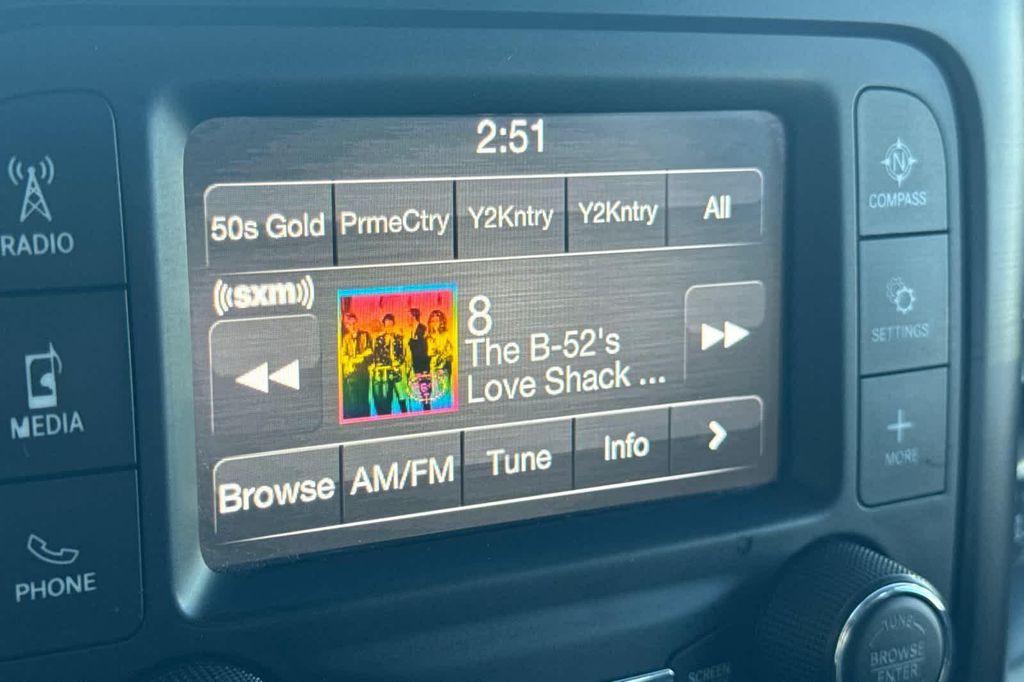 2:51
50s Gold PrmeCtry Y2Kntry Y2Kntry All
((sxm))
8
The B-52's
Love Shack ...
Browse AM/FM Tune Info >
RADIO
MEDIA
PHONE
N
COMPASS
SETTINGS
+
MORE
TUNE
BROWSE
ENTER
SCREEN